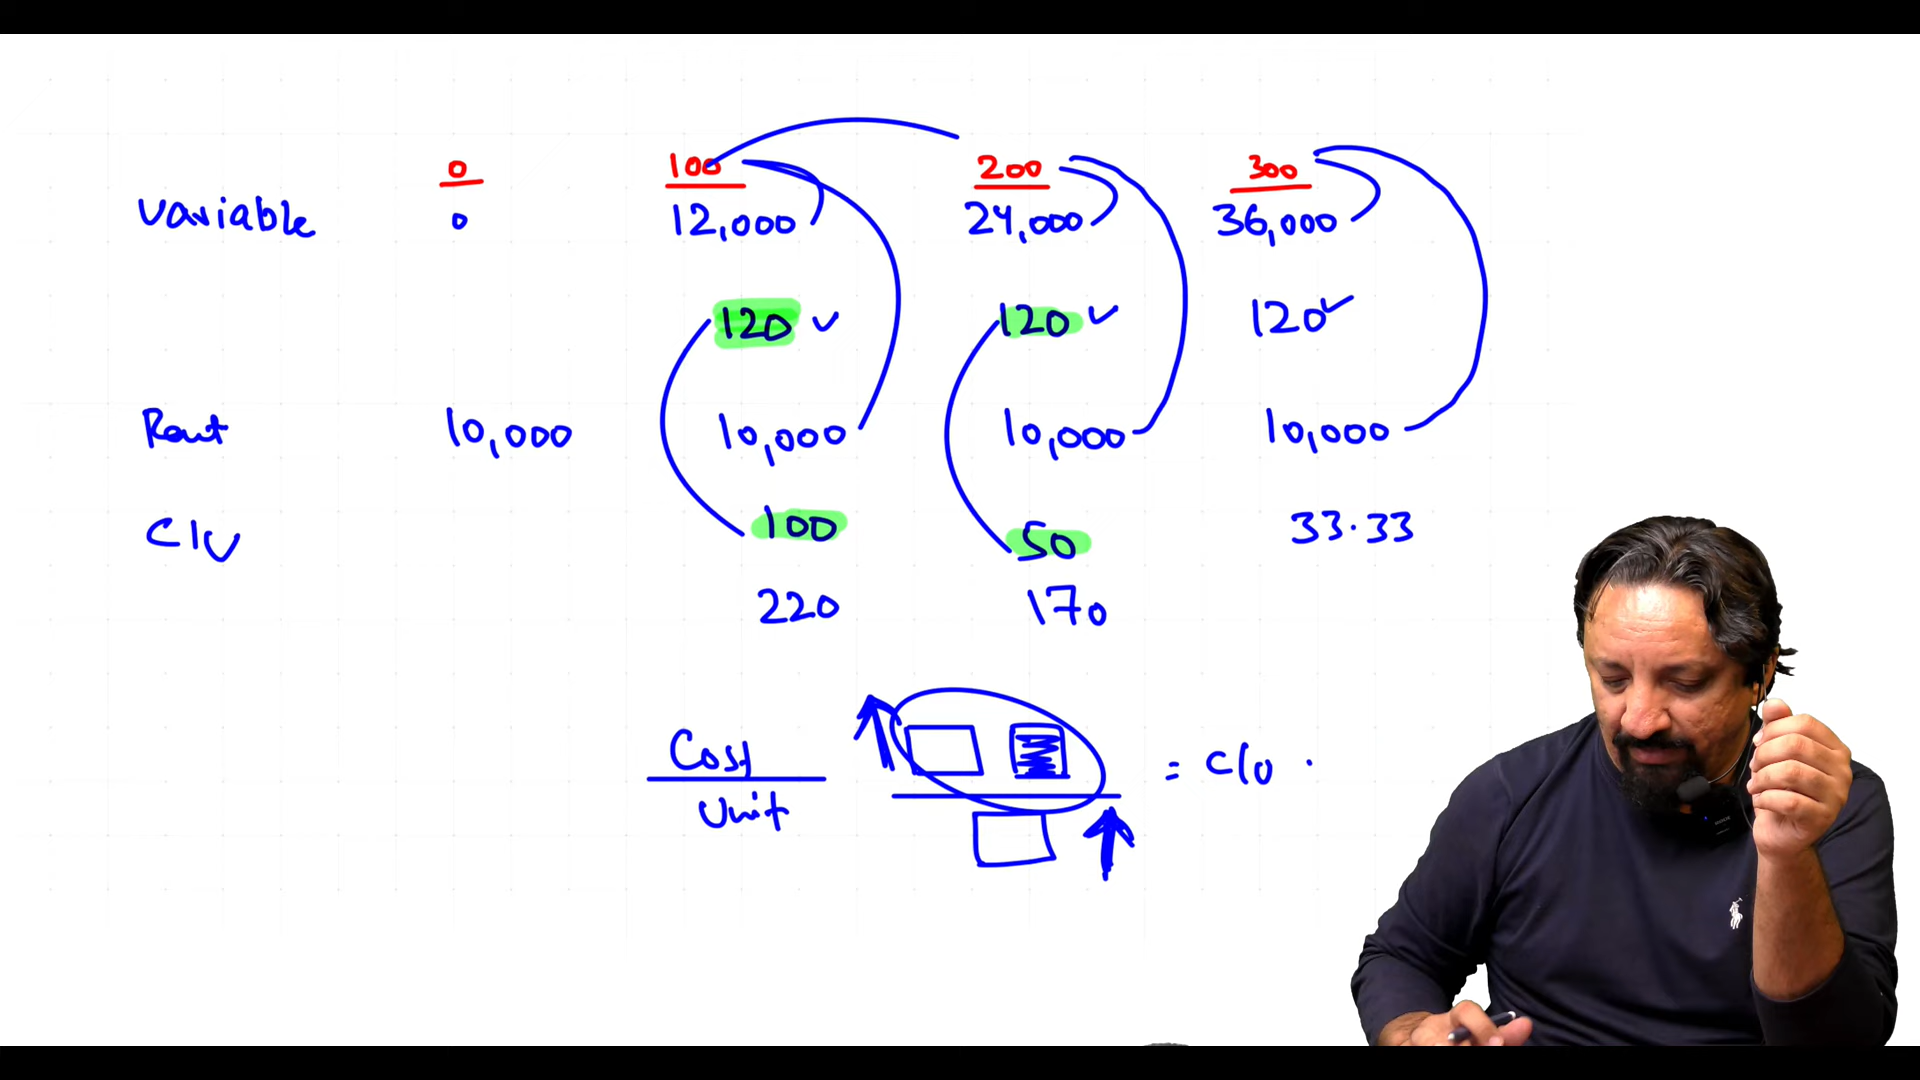 0 100 200 300
variable 0 12,000 24,000 36,000
120 120 120
Rent 10,000 10,000 10,000 10,000
C/U 100 50 33.33
220 170
Cost
Unit
= C/U .